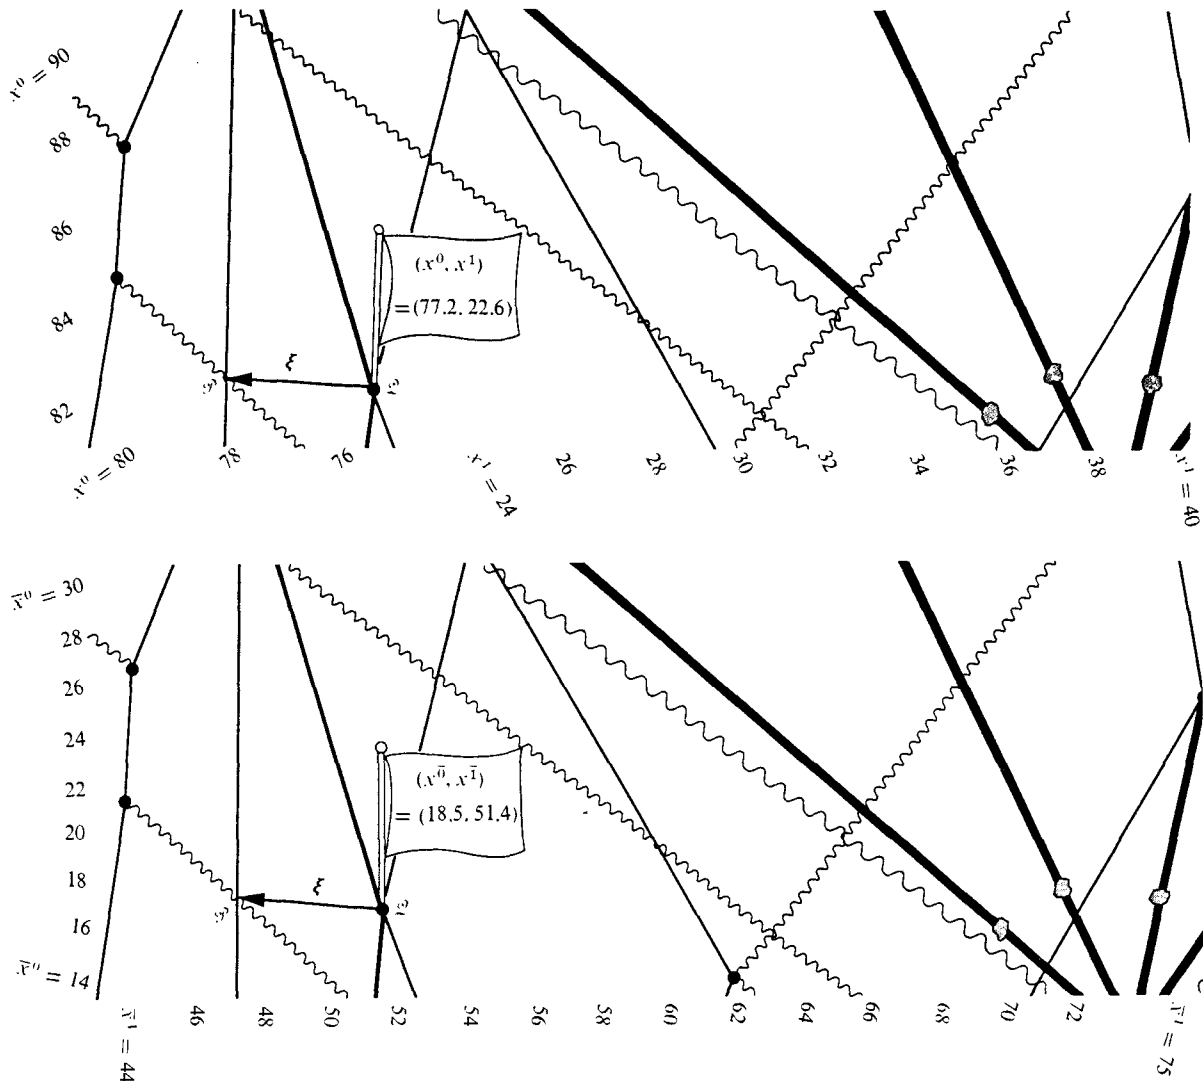 x⁰ = 90
88
86
84
82
x⁰ = 80
78
76
x¹ = 24
26
28
30
32
34
36
38
x¹ = 40
(x⁰, x¹)
=(77.2, 22.6)
ξ
𝒫
𝒬
x̄⁰ = 30
28
26
24
22
20
18
16
x̄⁰ = 14
x̄¹ = 44
46
48
50
52
54
56
58
60
62
64
66
68
70
72
x̄¹ = 75
(x^0̄, x^1̄)
= (18.5, 51.4)
ξ
𝒫
𝒬